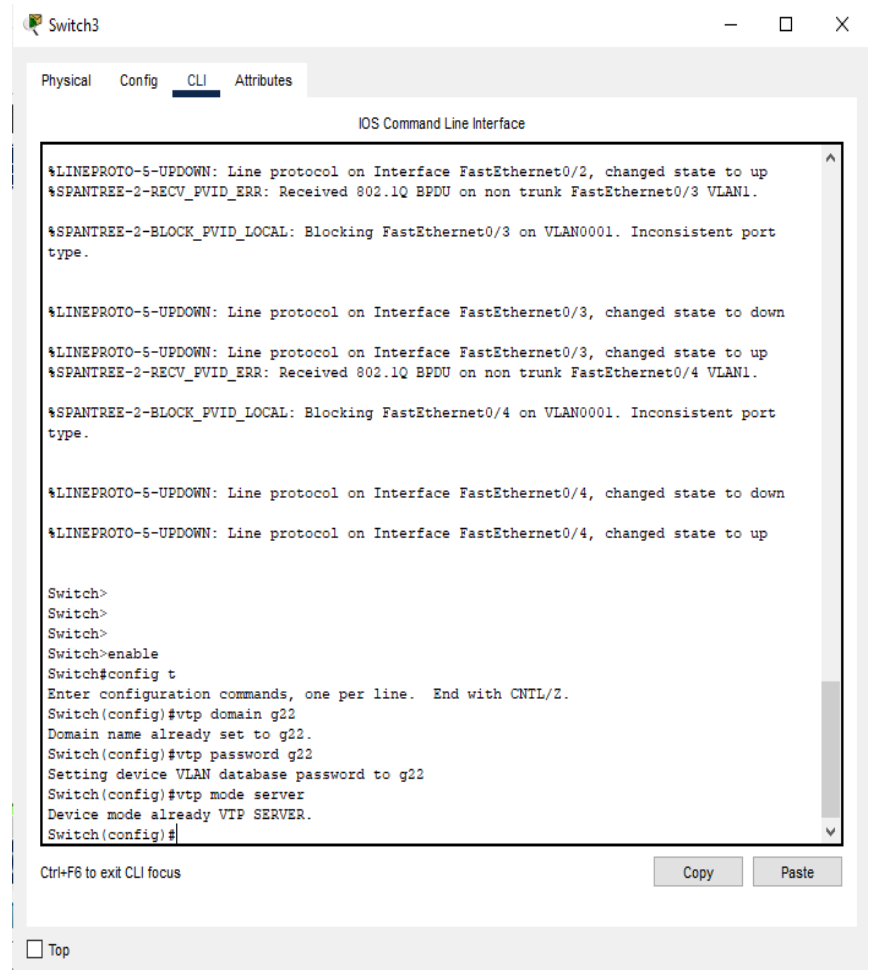 Switch3
Physical Config CLI Attributes
IOS Command Line Interface
%LINEPROTO-5-UPDOWN: Line protocol on Interface FastEthernet0/2, changed state to up
%SPANTREE-2-RECV_PVID_ERR: Received 802.1Q BPDU on non trunk FastEthernet0/3 VLAN1.
%SPANTREE-2-BLOCK_PVID_LOCAL: Blocking FastEthernet0/3 on VLAN0001. Inconsistent port
type.
%LINEPROTO-5-UPDOWN: Line protocol on Interface FastEthernet0/3, changed state to down
%LINEPROTO-5-UPDOWN: Line protocol on Interface FastEthernet0/3, changed state to up
%SPANTREE-2-RECV_PVID_ERR: Received 802.1Q BPDU on non trunk FastEthernet0/4 VLAN1.
%SPANTREE-2-BLOCK_PVID_LOCAL: Blocking FastEthernet0/4 on VLAN0001. Inconsistent port
type.
%LINEPROTO-5-UPDOWN: Line protocol on Interface FastEthernet0/4, changed state to down
%LINEPROTO-5-UPDOWN: Line protocol on Interface FastEthernet0/4, changed state to up
Switch>
Switch>
Switch>
Switch>enable
Switch#config t
Enter configuration commands, one per line. End with CNTL/Z.
Switch(config)#vtp domain g22
Domain name already set to g22.
Switch(config)#vtp password g22
Setting device VLAN database password to g22
Switch(config)#vtp mode server
Device mode already VTP SERVER.
Switch(config)#
Ctrl+F6 to exit CLI focus
Copy Paste
Top